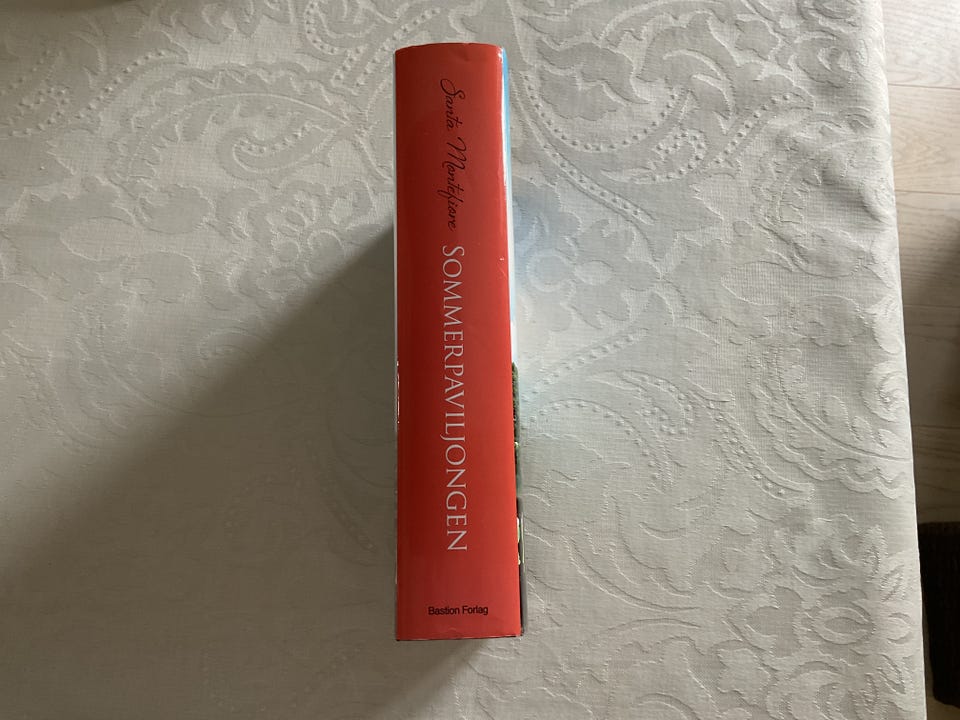 Santa Montefiore
SOMMERPAVILJONGEN
Bastion Forlag